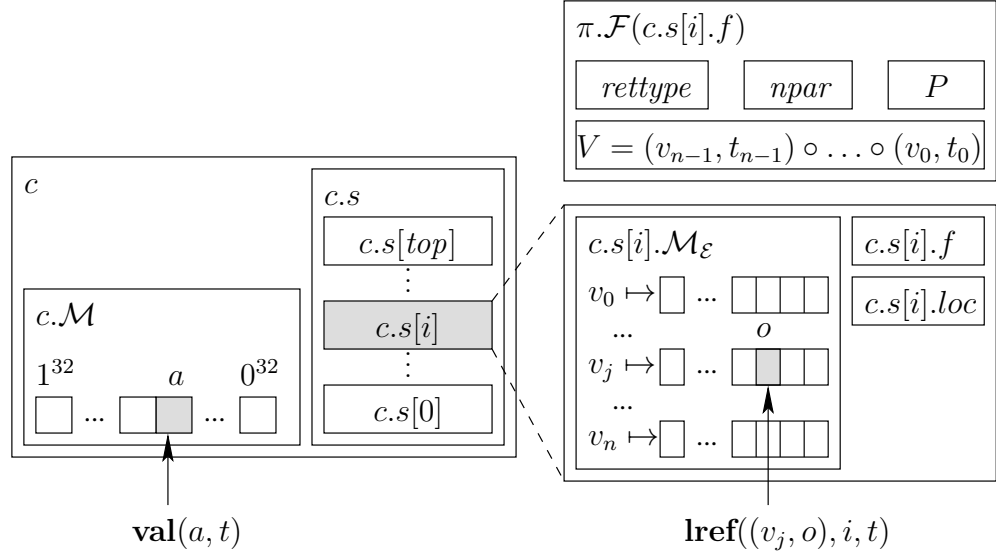 π.𝓕(c.s[i].f)
rettype npar P
V = (v_{n−1}, t_{n−1}) ∘ … ∘ (v_0, t_0)
c
c.s
c.s[top]
⋮
c.s[i]
⋮
c.s[0]
c.𝓜
1^{32} a 0^{32}
... ...
val(a, t)
c.s[i].𝓜_𝓔
v_0 ↦ ...
... o
v_j ↦ ...
...
v_n ↦ ...
c.s[i].f
c.s[i].loc
lref((v_j, o), i, t)